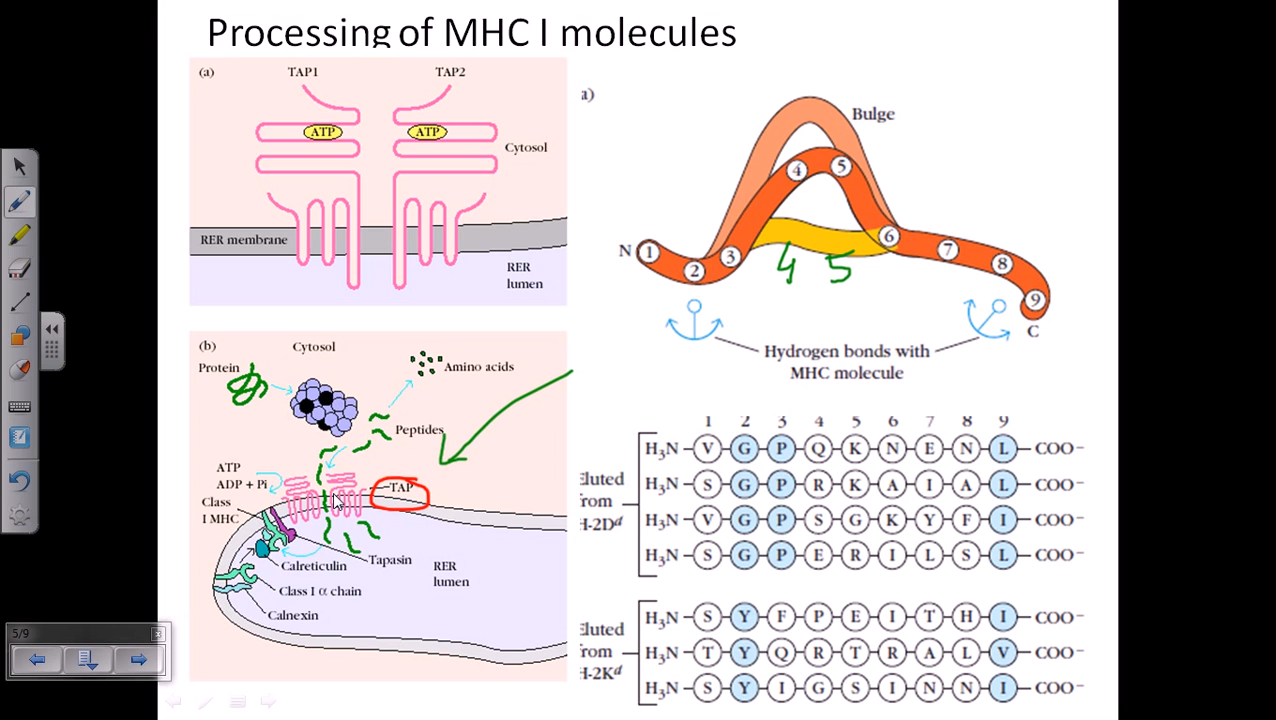 Processing of MHC I molecules
(a)
TAP1
TAP2
ATP
ATP
Cytosol
RER membrane
RER
lumen
(b)
Cytosol
Protein
Amino acids
Peptides
ATP
ADP + Pi
TAP
Class
I MHC
Tapasin
Calreticulin
RER
lumen
Class I α chain
Calnexin
5/9
a)
Bulge
4
5
N
1
2
3
4 5
6
7
8
9
C
Hydrogen bonds with
MHC molecule
1 2 3 4 5 6 7 8 9
H₃N V G P Q K N E N L COO⁻
Eluted
from
H-2Dᵈ
H₃N S G P R K A I A L COO⁻
H₃N V G P S G K Y F I COO⁻
H₃N S G P E R I L S L COO⁻
Eluted
from
H-2Kᵈ
H₃N S Y F P E I T H I COO⁻
H₃N T Y Q R T R A L V COO⁻
H₃N S Y I G S I N N I COO⁻